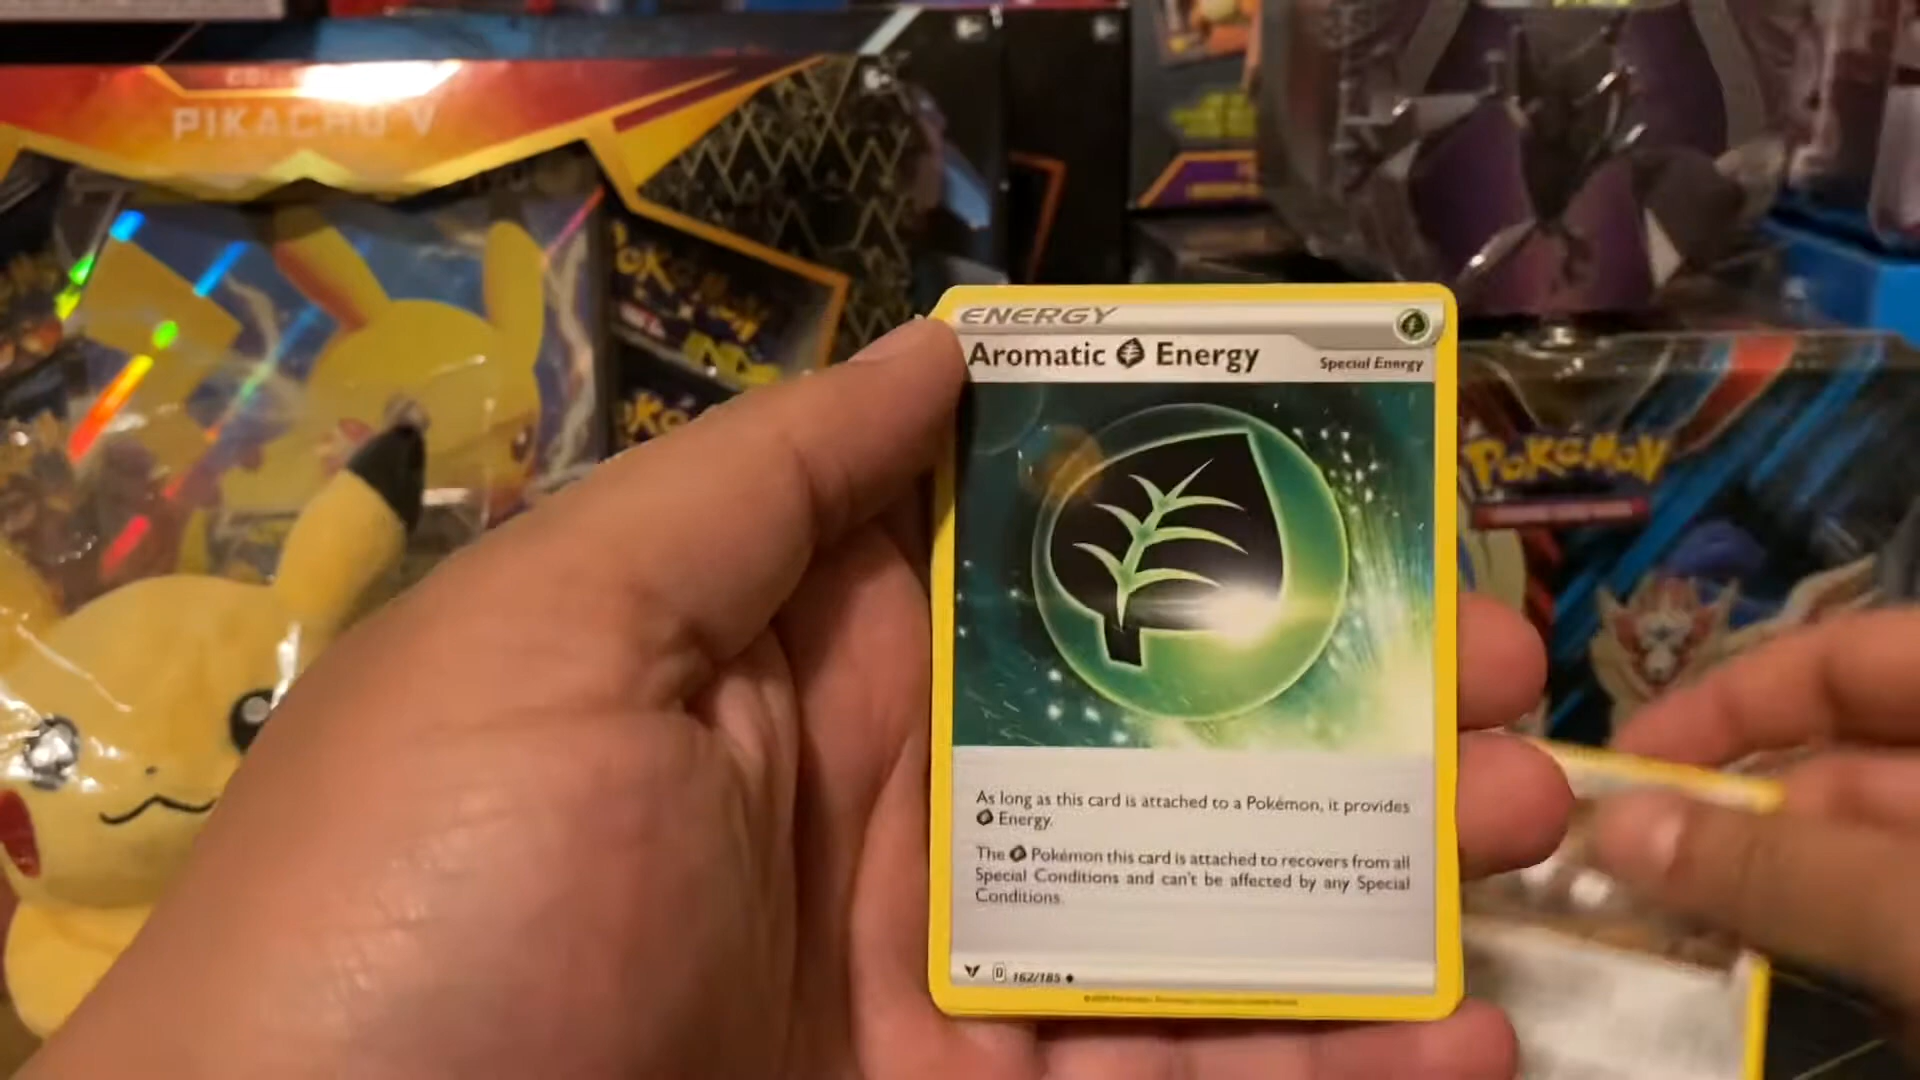 PIKACHU V
POKéMON
POKéMON
ENERGY
Aromatic Energy
Special Energy
As long as this card is attached to a Pokémon, it provides
Energy.
The Pokémon this card is attached to recovers from all
Special Conditions and can't be affected by any Special
Conditions.
D 162/185